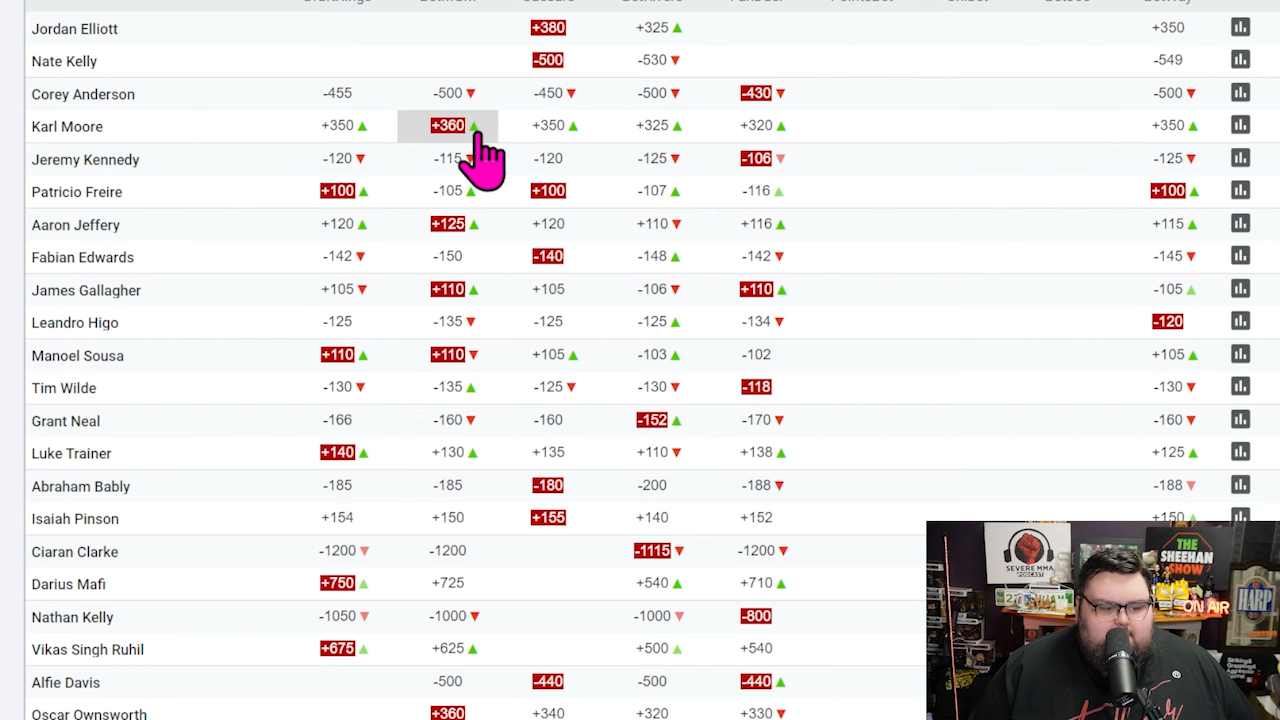 Jordan Elliott +380 +325 ▲ +350
Nate Kelly -500 -530 ▼ -549
Corey Anderson -455 -500 ▼ -450 ▼ -500 ▼ -430 ▼ -500 ▼
Karl Moore +350 ▲ +360 ▲ +350 ▲ +325 ▲ +320 ▲ +350 ▲
Jeremy Kennedy -120 ▼ -115 ▼ -120 -125 ▼ -106 ▼ -125 ▼
Patricio Freire +100 ▲ -105 ▲ +100 -107 ▲ -116 ▲ +100 ▲
Aaron Jeffery +120 ▲ +125 ▲ +120 +110 ▼ +116 ▲ +115 ▲
Fabian Edwards -142 ▼ -150 -140 -148 ▲ -142 ▼ -145 ▼
James Gallagher +105 ▼ +110 ▲ +105 -106 ▼ +110 ▲ -105 ▲
Leandro Higo -125 -135 ▼ -125 -125 ▲ -134 ▼ -120
Manoel Sousa +110 ▲ +110 ▼ +105 ▲ -103 ▲ -102 +105 ▲
Tim Wilde -130 ▼ -135 ▲ -125 ▼ -130 ▼ -118 -130 ▼
Grant Neal -166 -160 ▼ -160 -152 ▲ -170 ▼ -160 ▼
Luke Trainer +140 ▲ +130 ▲ +135 +110 ▼ +138 ▲ +125 ▲
Abraham Bably -185 -185 -180 -200 -188 ▼ -188 ▼
Isaiah Pinson +154 +150 +155 +140 +152 +150 ▲
Ciaran Clarke -1200 ▼ -1200 -1115 ▼ -1200 ▼
Darius Mafi +750 ▲ +725 +540 ▲ +710 ▲
Nathan Kelly -1050 ▼ -1000 ▼ -1000 ▼ -800
Vikas Singh Ruhil +675 ▲ +625 ▲ +500 ▲ +540
Alfie Davis -500 -440 -500 -440 ▲
Oscar Ownsworth +360 +340 +320 +330 ▼
SEVERE MMA
PODCAST
THE
SHEEHAN
SHOW
ON AIR
HARP